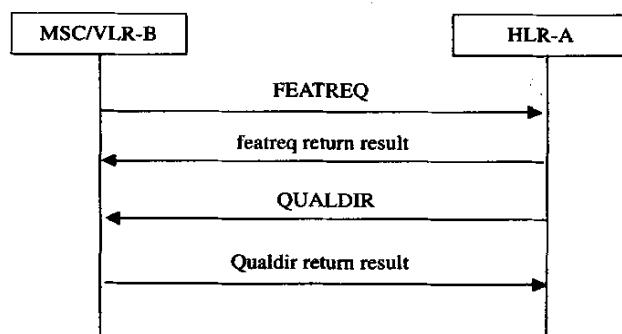 MSC/VLR-B
HLR-A
FEATREQ
featreq return result
QUALDIR
Qualdir return result